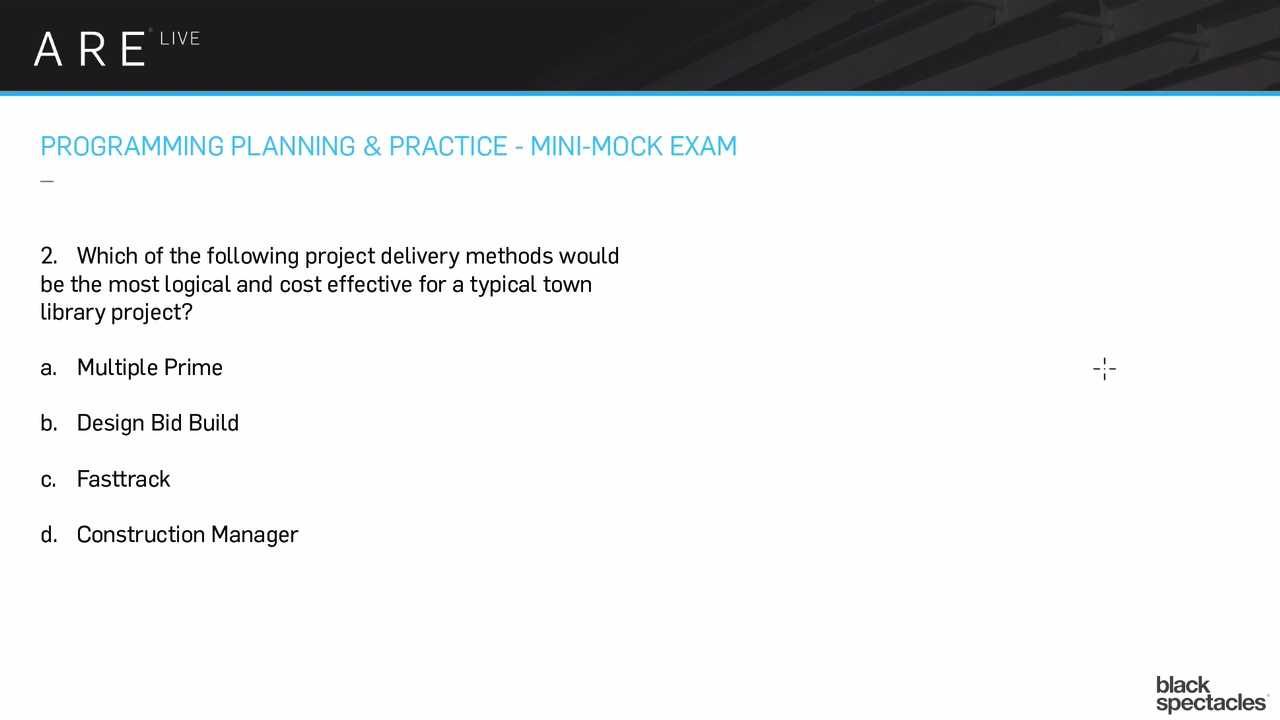 ARE® LIVE
PROGRAMMING PLANNING & PRACTICE - MINI-MOCK EXAM
2. Which of the following project delivery methods would
be the most logical and cost effective for a typical town
library project?
a. Multiple Prime
b. Design Bid Build
c. Fasttrack
d. Construction Manager
black
spectacles